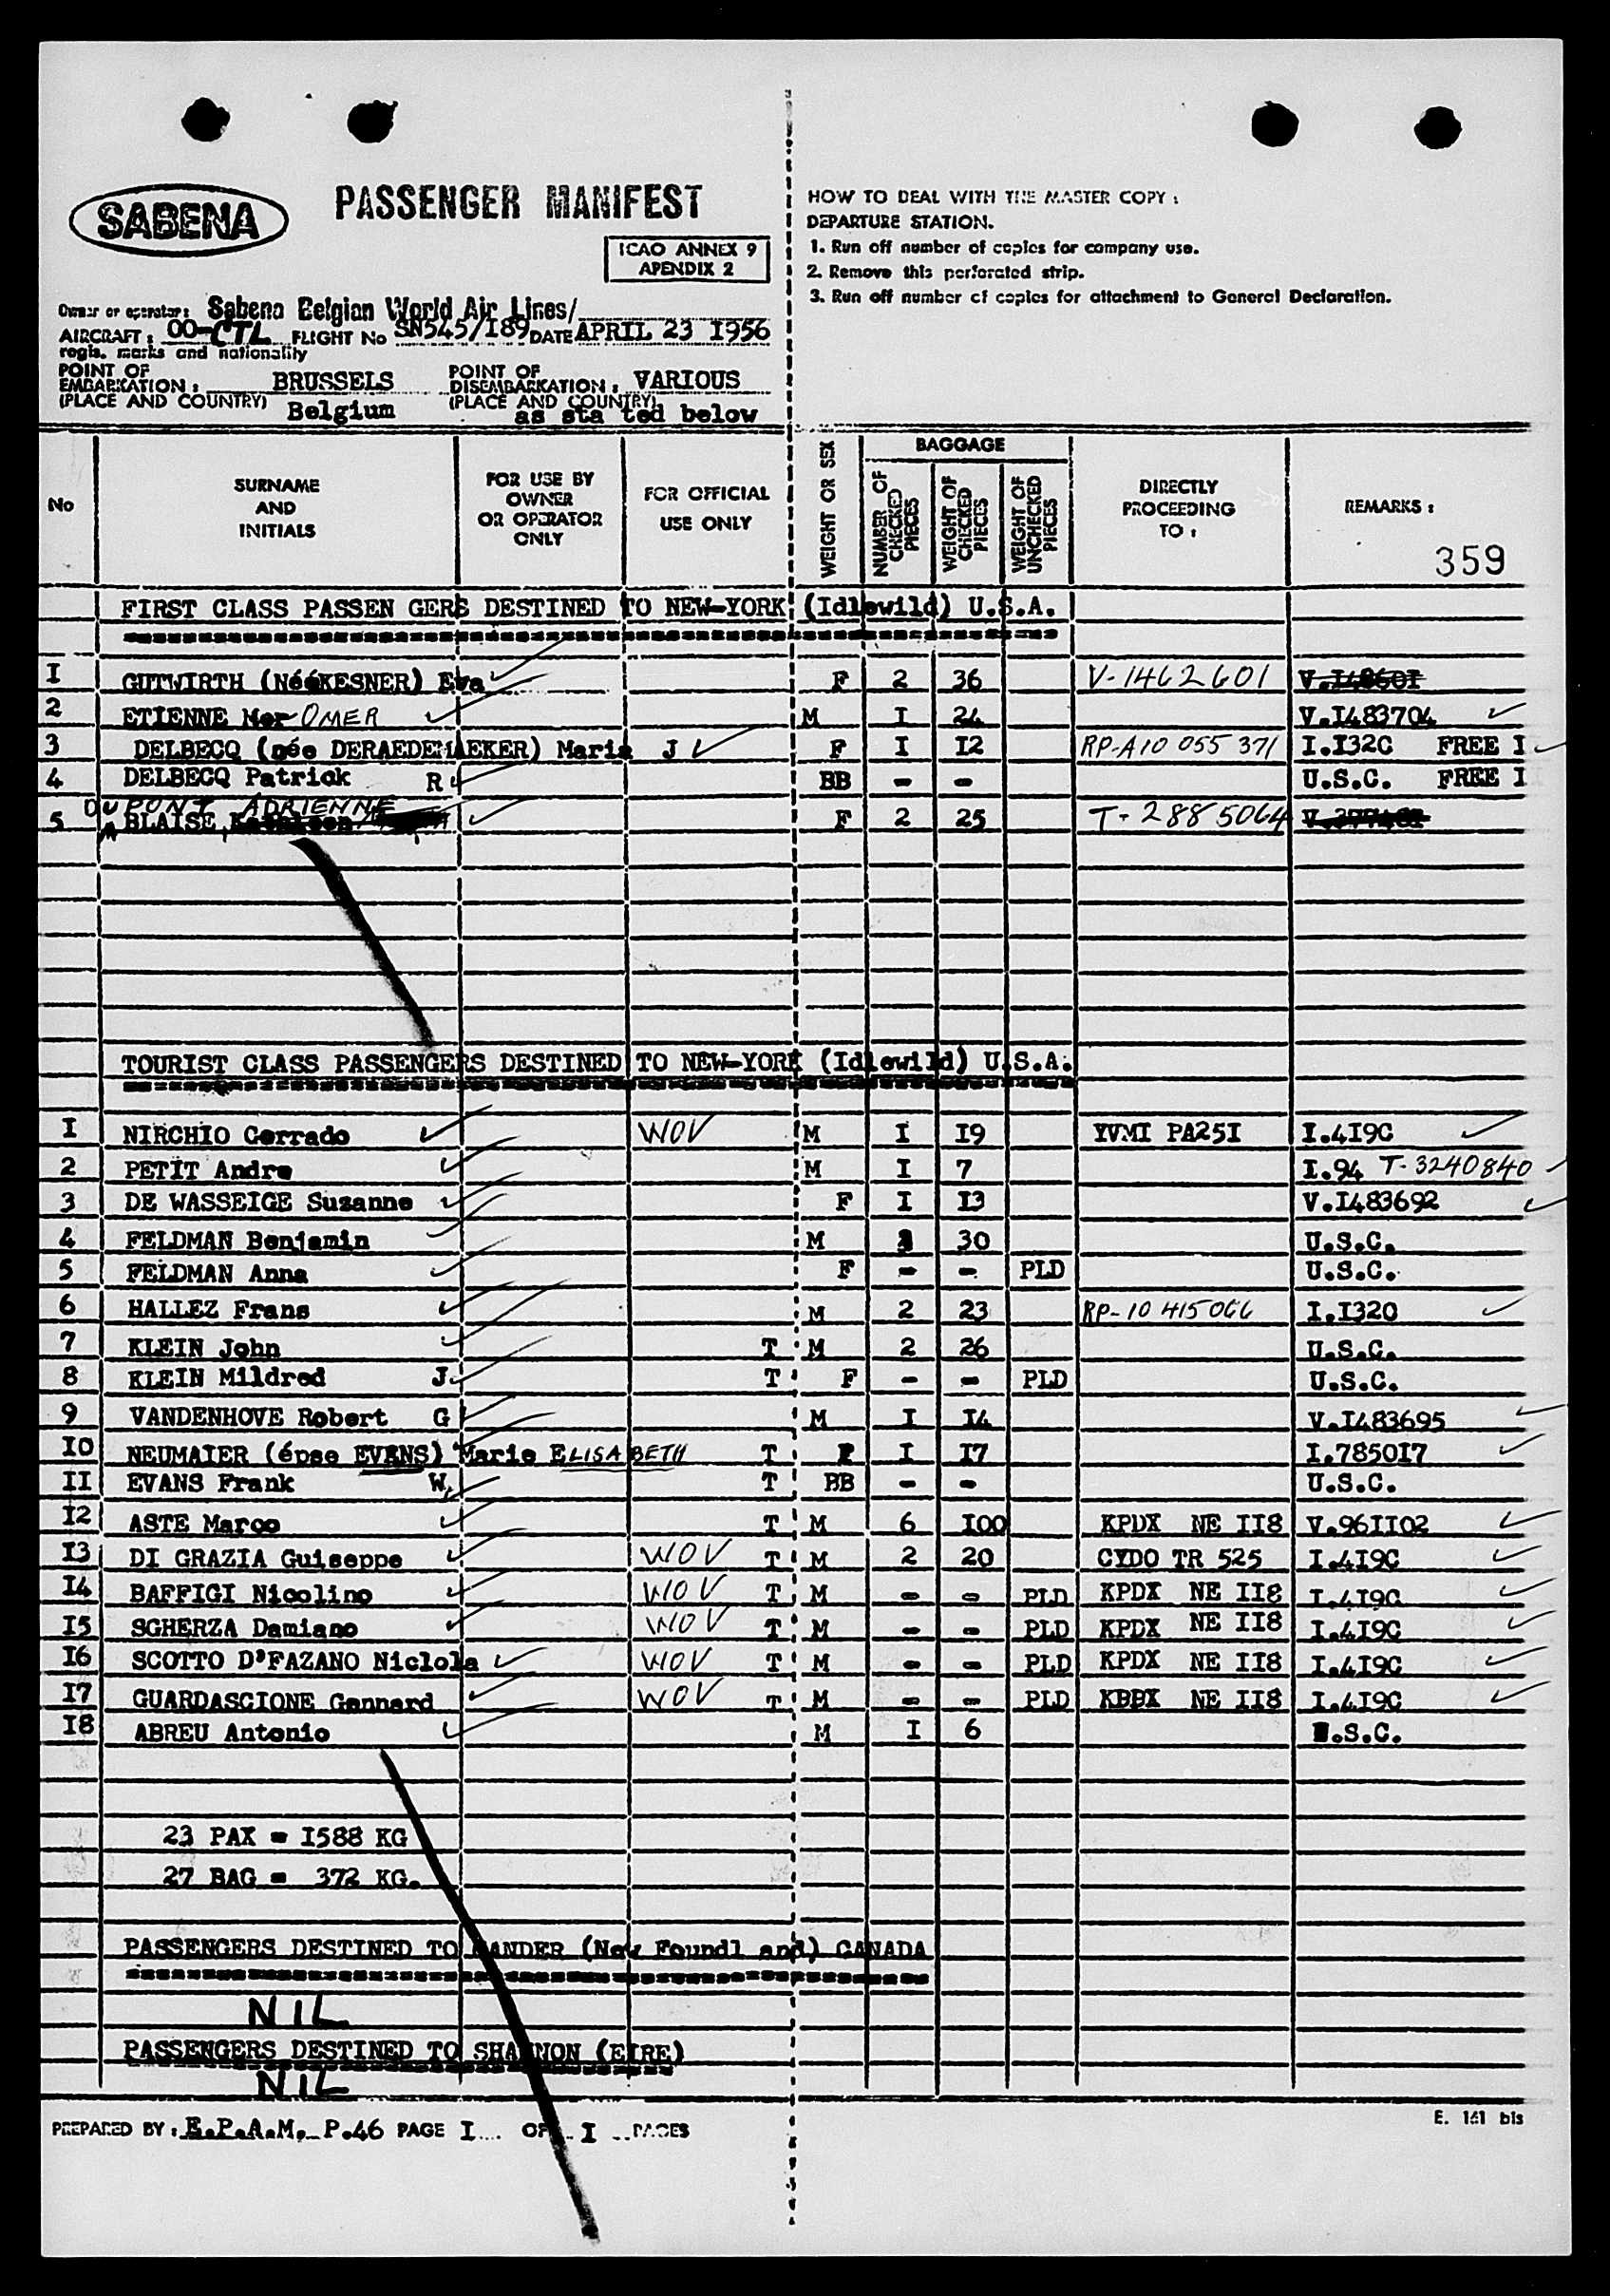 SABENA
PASSENGER MANIFEST
ICAO ANNEX 9
APENDIX 2
HOW TO DEAL WITH THE MASTER COPY :
DEPARTURE STATION.
1. Run off number of copies for company use.
2. Remove this perforated strip.
3. Run off number of copies for attachment to General Declaration.
Owner or operator: Sabena Belgian World Air Lines/
AIRCRAFT : OO-CTL FLIGHT No SN545/I89 DATE APRIL 23 I956
regis. marks and nationality
POINT OF EMBARKATION : BRUSSELS POINT OF DISEMBARKATION : VARIOUS
(PLACE AND COUNTRY) Belgium (PLACE AND COUNTRY) as sta ted below
No SURNAME AND INITIALS FOR USE BY OWNER OR OPERATOR ONLY FOR OFFICIAL USE ONLY WEIGHT OR SEX BAGGAGE NUMBER OF CHECKED PIECES WEIGHT OF CHECKED PIECES WEIGHT OF UNCHECKED PIECES DIRECTLY PROCEEDING TO : REMARKS :
359
FIRST CLASS PASSEN GERS DESTINED TO NEW-YORK (Idlewild) U.S.A.
I GUTWIRTH (NééKESNER) Eva F 2 36 V-1462601 V.I48601
2 ETIENNE Mer OMER M I 24 V.I483704
3 DELBECQ (née DERAEDEMAEKER) Maria J F I I2 RP-A10 055 371 I.I32C FREE I
4 DELBECQ Patrick R BB - - U.S.C. FREE I
DUPONT ADRIENNE
5 BLAISE, F 2 25 T-2885064
TOURIST CLASS PASSENGERS DESTINED TO NEW-YORK (Idlewild) U.S.A.
I NIRCHIO Corrado WOV M I I9 YVMI PA25I I.4I9C
2 PETIT Andre M I 7 I.94 T-3240840
3 DE WASSEIGE Suzanne F I I3 V.I483692
4 FELDMAN Benjamin M 30 U.S.C.
5 FELDMAN Anna F - - PLD U.S.C.
6 HALLEZ Frans M 2 23 RP-10 415066 I.I320
7 KLEIN John T M 2 26 U.S.C.
8 KLEIN Mildred J. T F - - PLD U.S.C.
9 VANDENHOVE Robert G M I I4 V.I483695
I0 NEUMAIER (épse EVANS) Marie ELISABETH T F I I7 I.785017
II EVANS Frank W. T BB - - U.S.C.
I2 ASTE Marco T M 6 I00 KPDX NE II8 V.96II02
I3 DI GRAZIA Guiseppe WOV T M 2 20 CYDO TR 525 I.4I9C
I4 BAFFIGI Nicolino WOV T M - - PLD KPDX NE II8 I.4I9C
I5 SGHERZA Damiano WOV T M - - PLD KPDX NE II8 I.4I9C
I6 SCOTTO D'FAZANO Niclola WOV T M - - PLD KPDX NE II8 I.4I9C
I7 GUARDASCIONE Gennard WOV T M - - PLD KBBX NE II8 I.4I9C
I8 ABREU Antonio M I 6 U.S.C.
23 PAX = I588 KG
27 BAG = 372 KG.
PASSENGERS DESTINED TO GANDER (New Foundl and) CANADA
NIL
PASSENGERS DESTINED TO SHANNON (EIRE)
NIL
PREPARED BY : E.P.A.M. P.46 PAGE I OF I PAGES
E. 141 bis